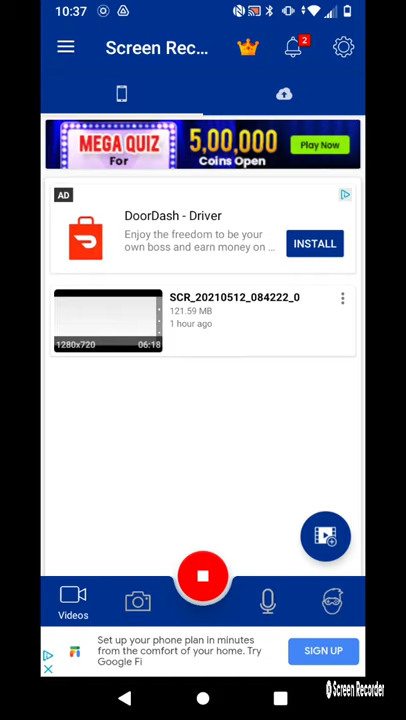 10:37
Screen Rec...
2
MEGA QUIZ
For
5,00,000
Coins Open
Play Now
AD
DoorDash - Driver
Enjoy the freedom to be your
own boss and earn money on ...
INSTALL
SCR_20210512_084222_0
121.59 MB
1 hour ago
1280x720
06:18
Videos
Set up your phone plan in minutes
from the comfort of your home. Try
Google Fi
SIGN UP
Screen Recorder